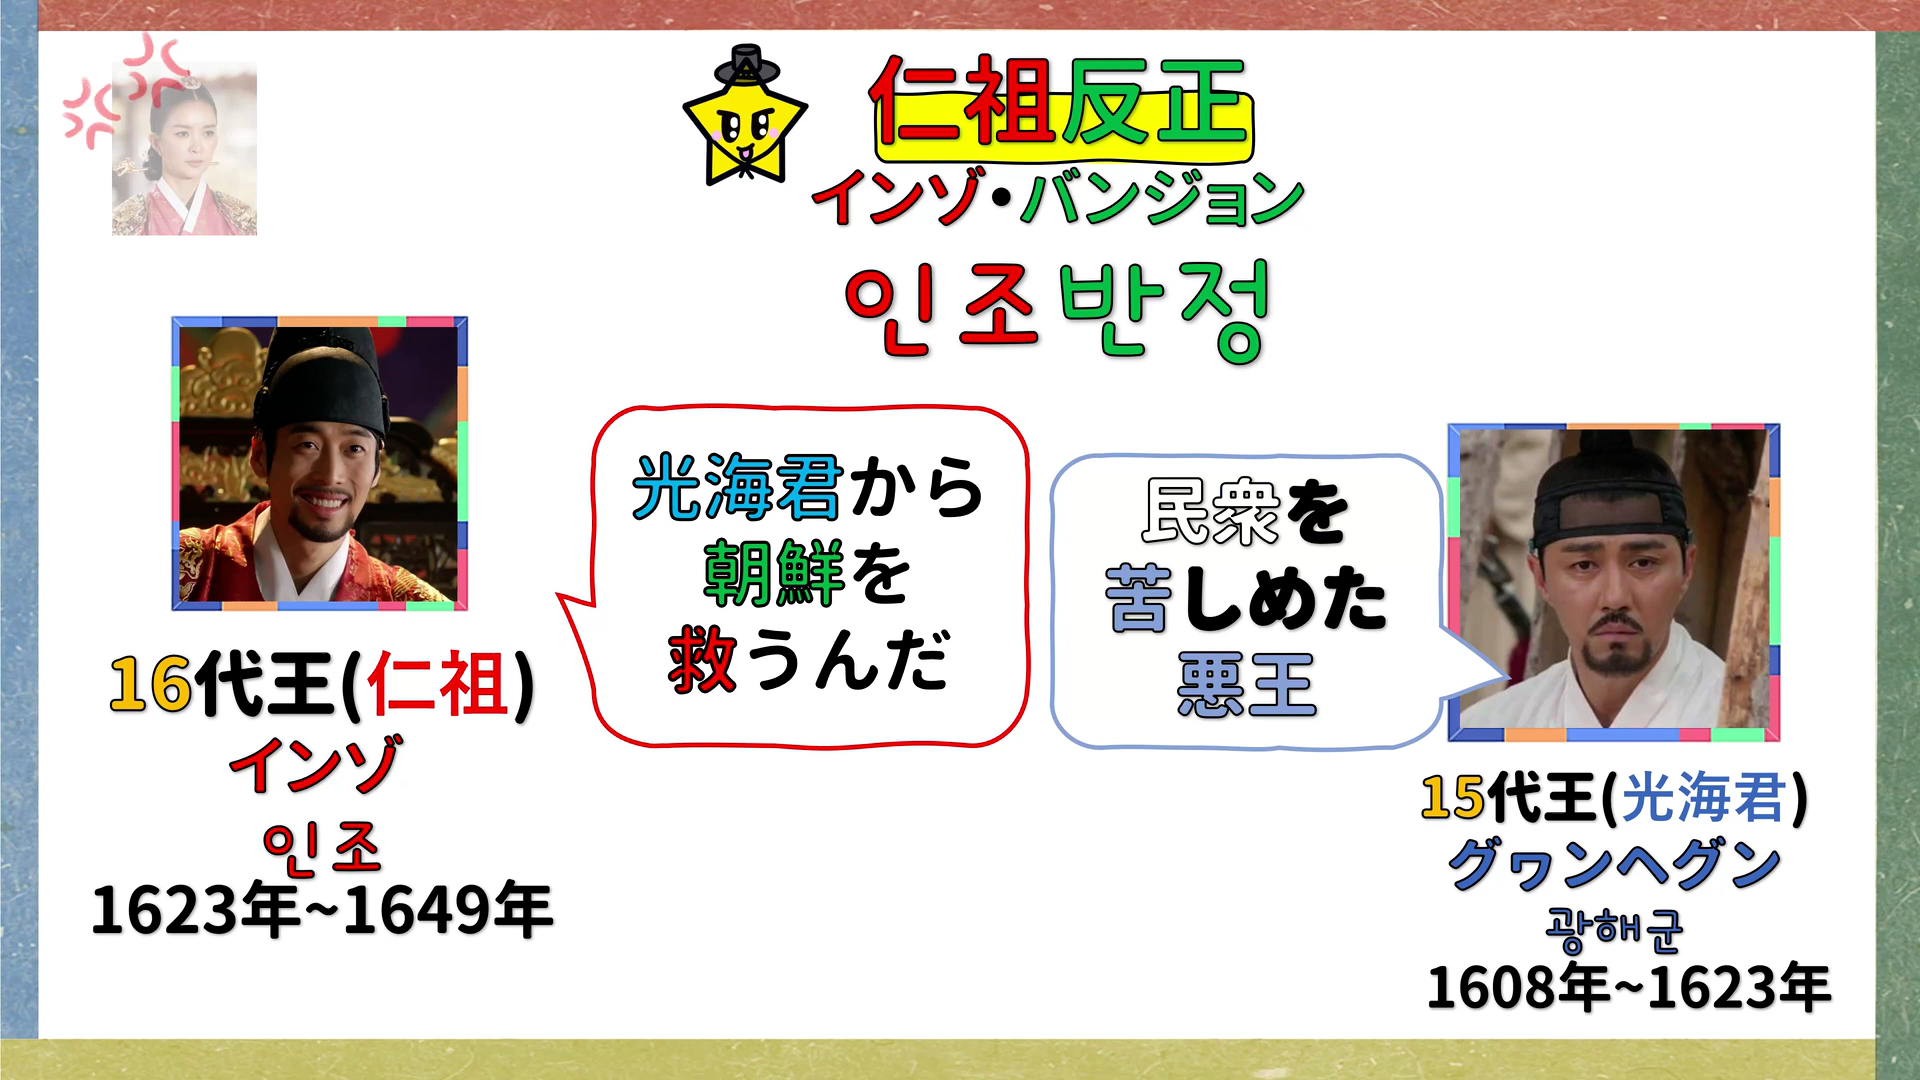 仁祖反正
インゾ・バンジョン
인조반정
光海君から
朝鮮を
救うんだ
民衆を
苦しめた
悪王
16代王(仁祖)
インゾ
인조
1623年~1649年
15代王(光海君)
グヮンヘグン
광해군
1608年~1623年